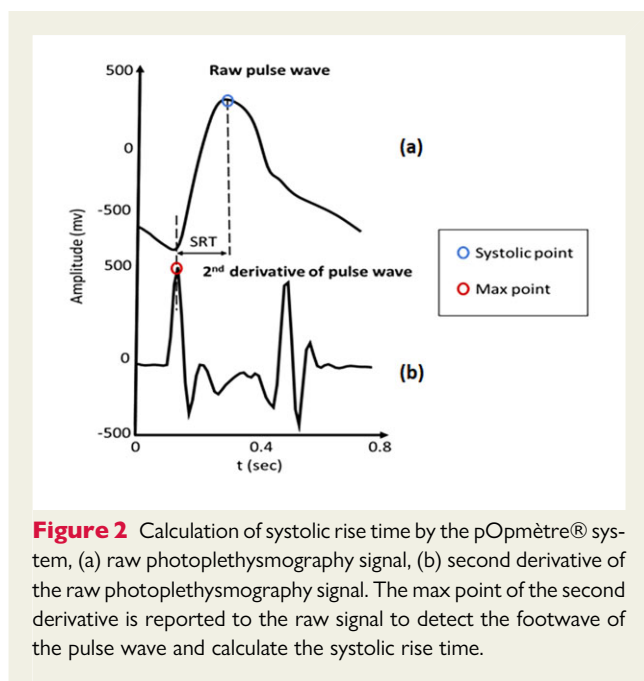 500
Raw pulse wave
0
(a)
-500
SRT
Amplitude (mv)
Systolic point
Max point
500
2nd derivative of pulse wave
0
(b)
-500
0
0.4
0.8
t (sec)
Figure 2 Calculation of systolic rise time by the pOpmètre® sys-
tem, (a) raw photoplethysmography signal, (b) second derivative of
the raw photoplethysmography signal. The max point of the second
derivative is reported to the raw signal to detect the footwave of
the pulse wave and calculate the systolic rise time.